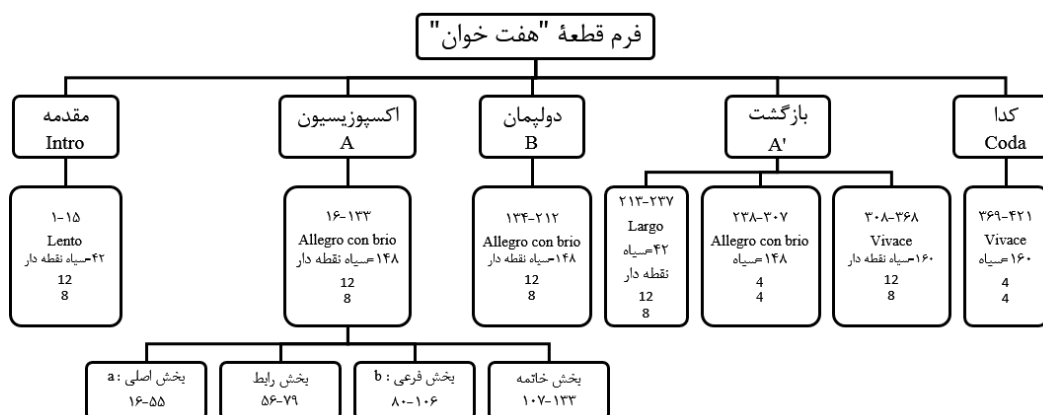 فرم قطعهٔ "هفت خوان"
مقدمه
Intro
اکسپوزیسیون
A
دولپمان
B
بازگشت
A'
کدا
Coda
۱-۱۵
Lento
۴۲=سیاه نقطه دار
12
8
۱۶-۱۳۳
Allegro con brio
۱۴۸=سیاه نقطه دار
12
8
۱۳۴-۲۱۲
Allegro con brio
۱۴۸=سیاه نقطه دار
12
8
۲۱۳-۲۳۷
Largo
۴۲=سیاه
نقطه دار
12
8
۲۳۸-۳۰۷
Allegro con brio
۱۴۸=سیاه
4
4
۳۰۸-۳۶۸
Vivace
۱۶۰=سیاه نقطه دار
12
8
۳۶۹-۴۲۱
Vivace
۱۶۰=سیاه
4
4
بخش اصلی : a
۱۶-۵۵
بخش رابط
۵۶-۷۹
بخش فرعی : b
۸۰-۱۰۶
بخش خاتمه
۱۰۷-۱۳۳